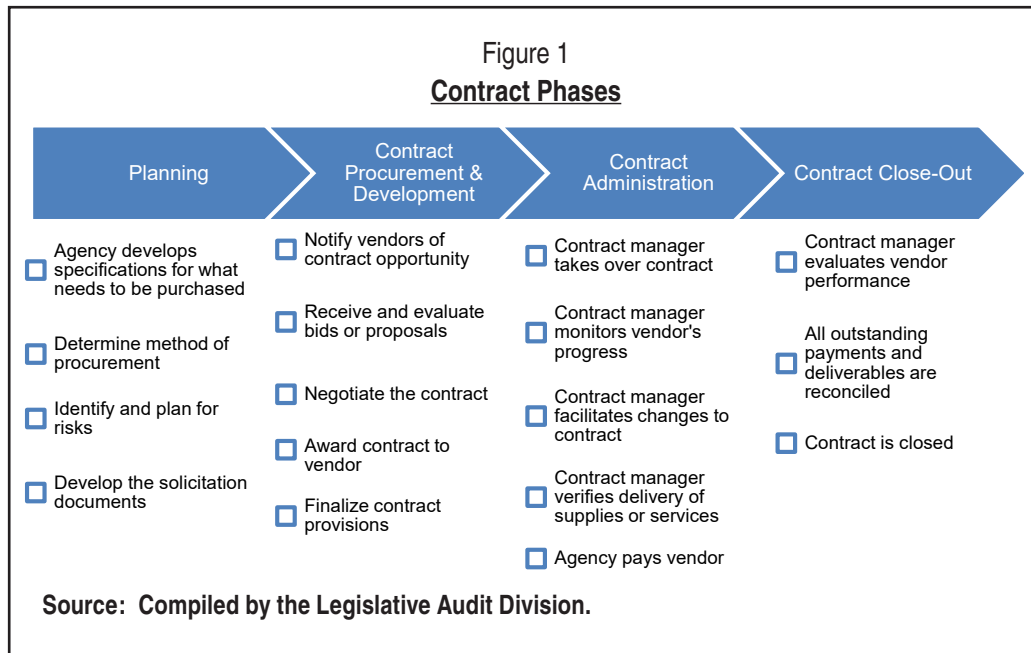 Figure 1
Contract Phases
Planning
Contract
Procurement &
Development
Contract
Administration
Contract Close-Out
Agency develops
specifications for what
needs to be purchased
Determine method of
procurement
Identify and plan for
risks
Develop the solicitation
documents
Notify vendors of
contract opportunity
Receive and evaluate
bids or proposals
Negotiate the contract
Award contract to
vendor
Finalize contract
provisions
Contract manager
takes over contract
Contract manager
monitors vendor's
progress
Contract manager
facilitates changes to
contract
Contract manager
verifies delivery of
supplies or services
Agency pays vendor
Contract manager
evaluates vendor
performance
All outstanding
payments and
deliverables are
reconciled
Contract is closed
Source: Compiled by the Legislative Audit Division.